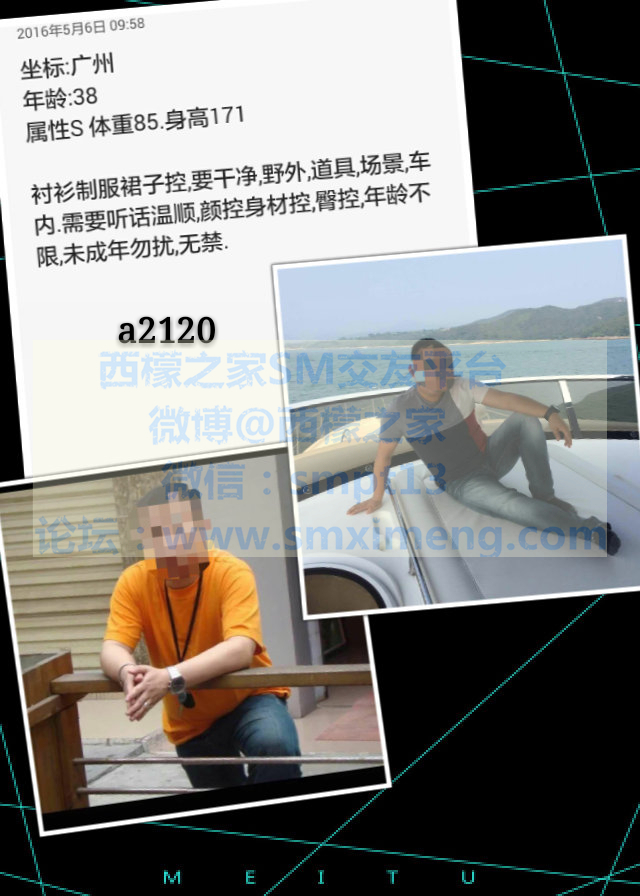 2016年5月6日 09:58
坐标:广州
年龄:38
属性S 体重85.身高171
衬衫制服裙子控,要干净,野外,道具,场景,车
内.需要听话温顺,颜控身材控,臀控,年龄不
限,未成年勿扰,无禁.
a2120
西檬之家SM交友平台
微博@西檬之家
微信：smpt13
论坛：www.smximeng.com
MEITU